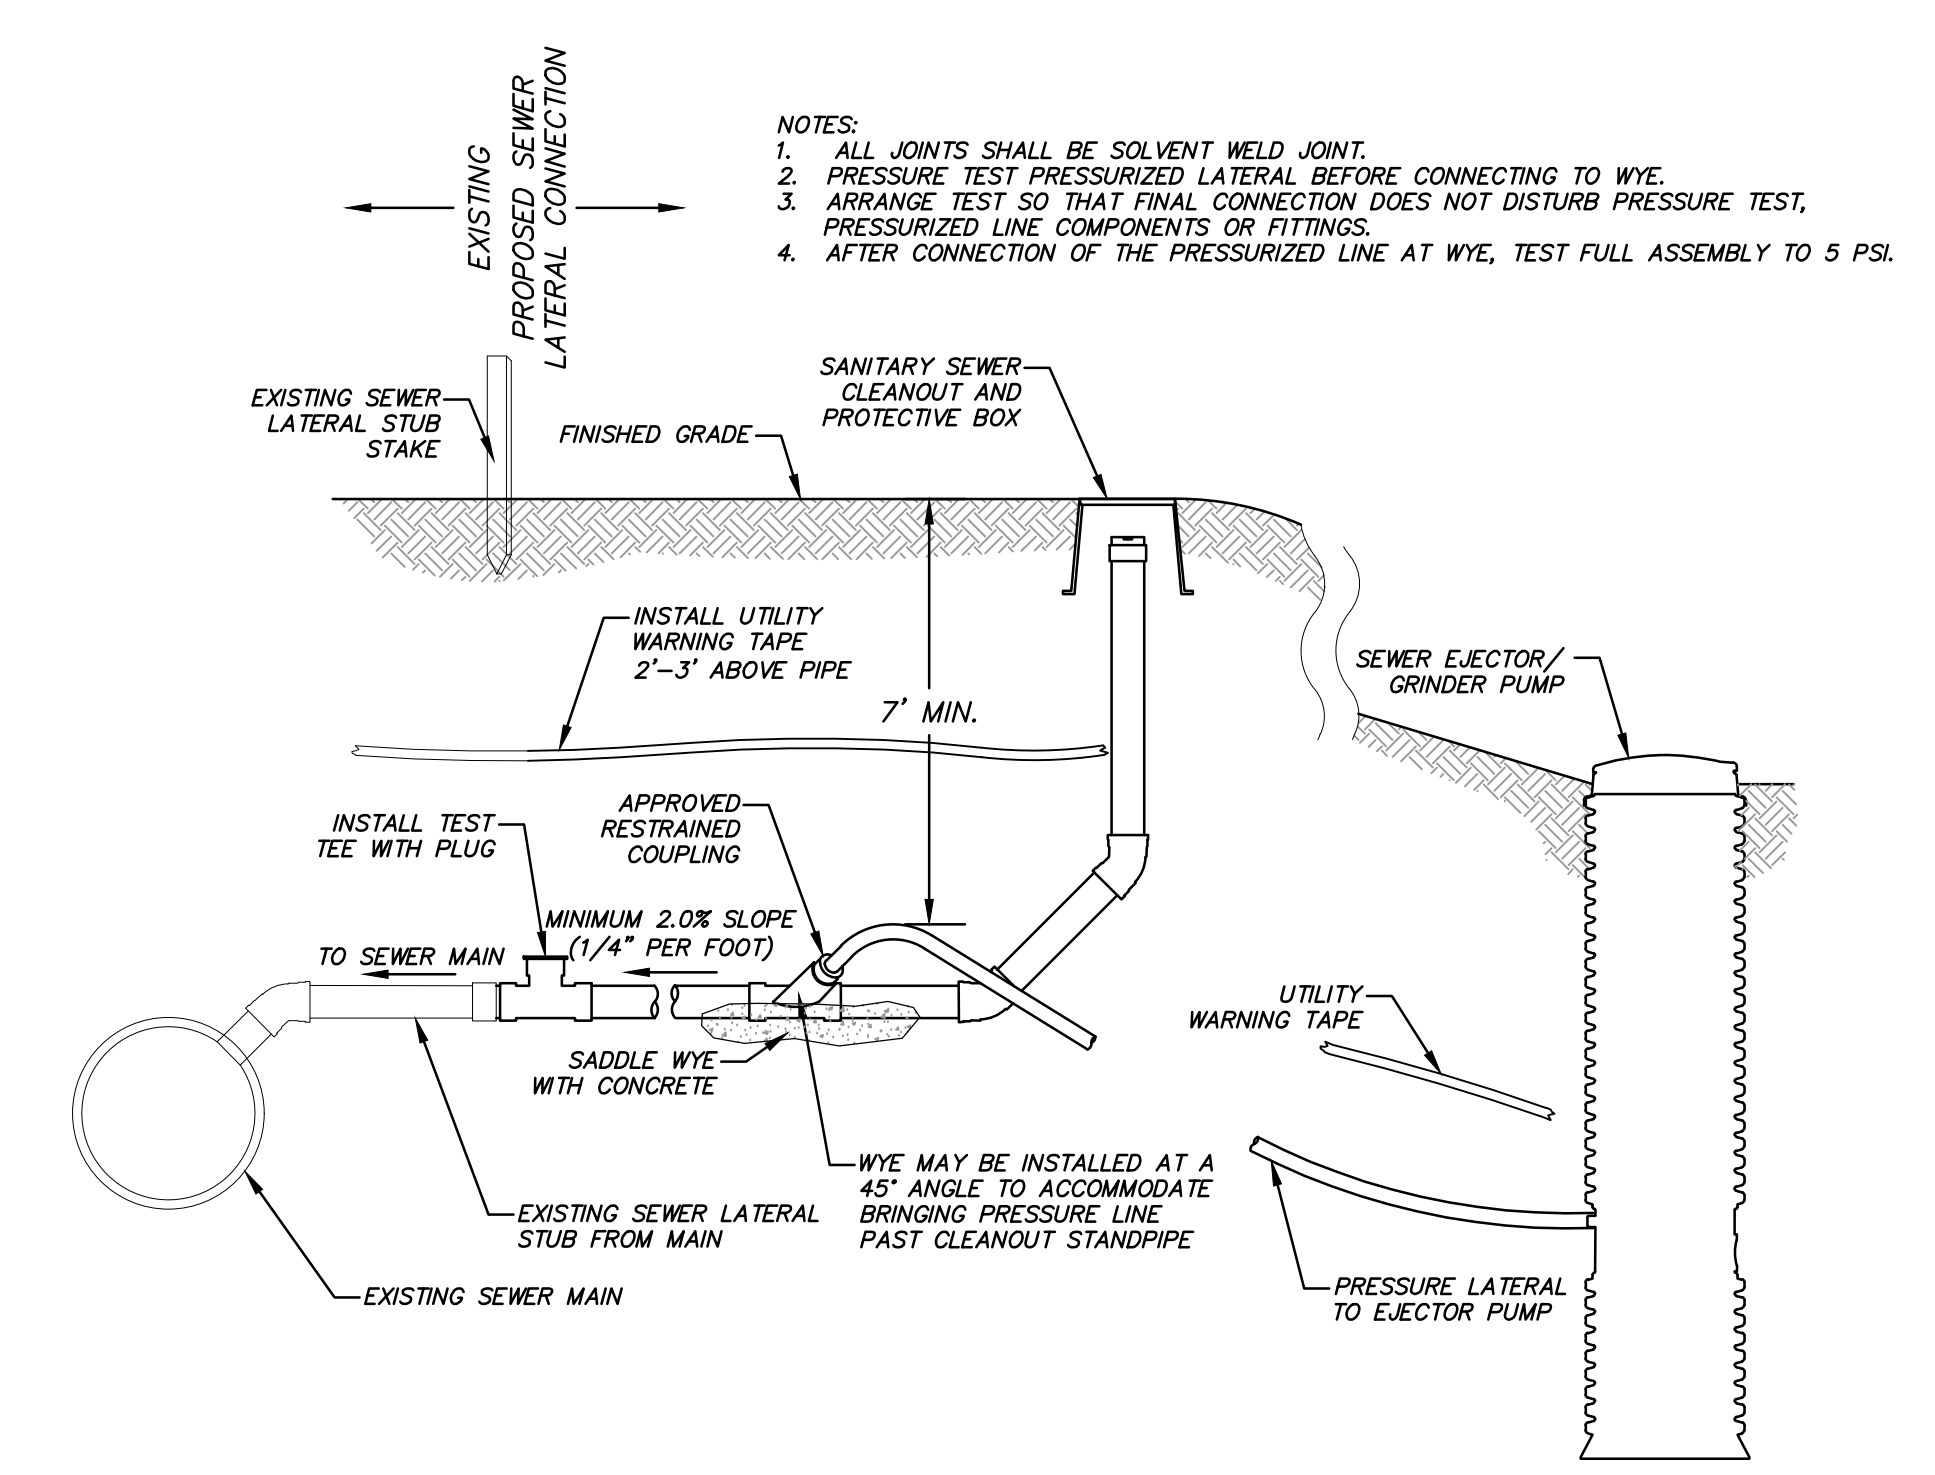 EXISTING
PROPOSED SEWER
LATERAL CONNECTION
NOTES:
1. ALL JOINTS SHALL BE SOLVENT WELD JOINT.
2. PRESSURE TEST PRESSURIZED LATERAL BEFORE CONNECTING TO WYE.
3. ARRANGE TEST SO THAT FINAL CONNECTION DOES NOT DISTURB PRESSURE TEST,
PRESSURIZED LINE COMPONENTS OR FITTINGS.
4. AFTER CONNECTION OF THE PRESSURIZED LINE AT WYE, TEST FULL ASSEMBLY TO 5 PSI.
EXISTING SEWER
LATERAL STUB
STAKE
FINISHED GRADE
SANITARY SEWER
CLEANOUT AND
PROTECTIVE BOX
INSTALL UTILITY
WARNING TAPE
2'-3' ABOVE PIPE
7' MIN.
SEWER EJECTOR/
GRINDER PUMP
INSTALL TEST
TEE WITH PLUG
APPROVED
RESTRAINED
COUPLING
MINIMUM 2.0% SLOPE
(1/4" PER FOOT)
TO SEWER MAIN
SADDLE WYE
WITH CONCRETE
UTILITY
WARNING TAPE
WYE MAY BE INSTALLED AT A
45° ANGLE TO ACCOMMODATE
BRINGING PRESSURE LINE
PAST CLEANOUT STANDPIPE
EXISTING SEWER LATERAL
STUB FROM MAIN
EXISTING SEWER MAIN
PRESSURE LATERAL
TO EJECTOR PUMP